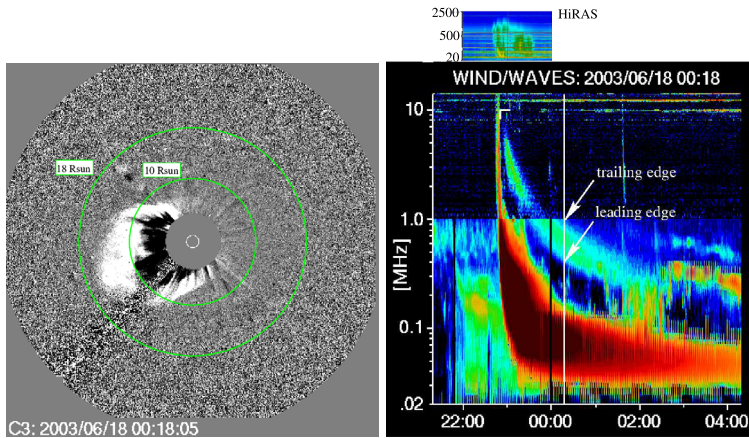 2500
HiRAS
500
20
WIND/WAVES: 2003/06/18 00:18
10
18 Rsun
10 Rsun
trailing edge
leading edge
1.0
[MHz]
0.1
.02
C3: 2003/06/18 00:18:05
22:00
00:00
02:00
04:00